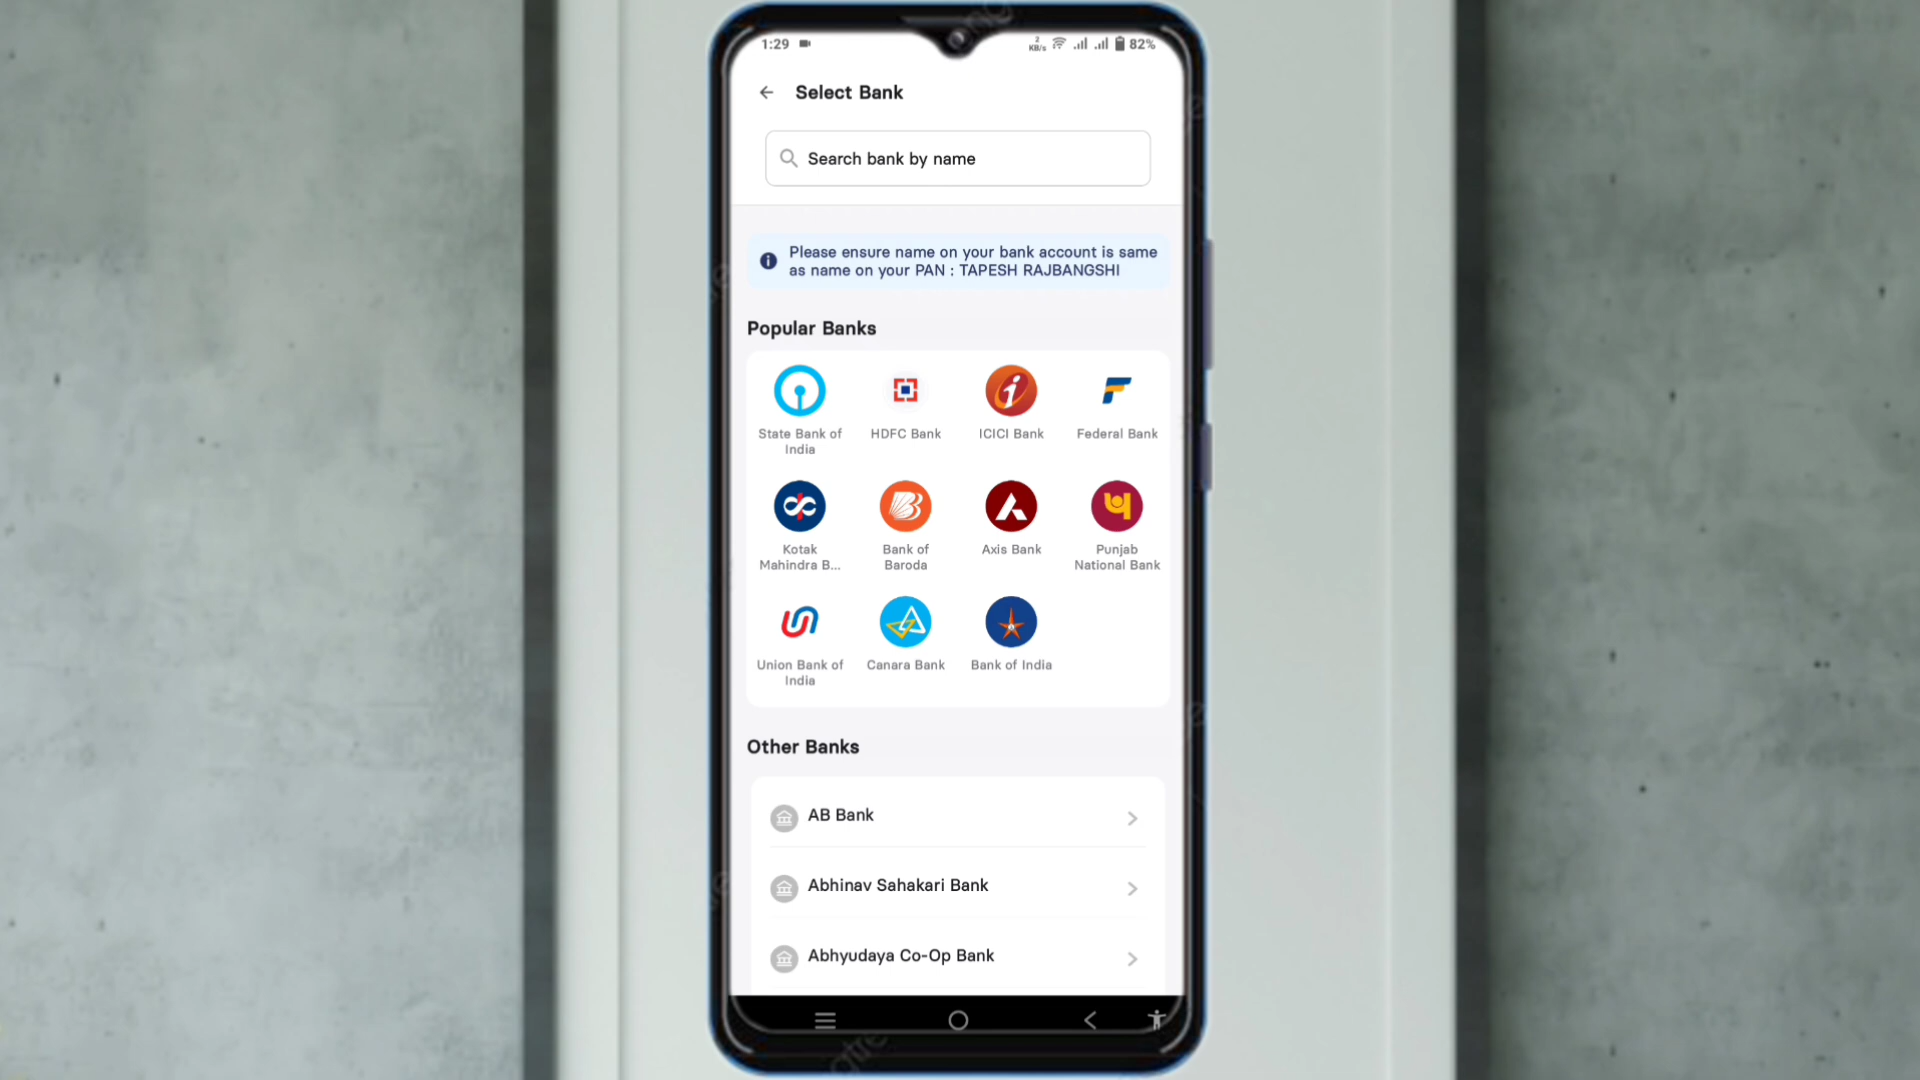 1:29
2
KB/s
82%
Select Bank
Search bank by name
Please ensure name on your bank account is same
as name on your PAN : TAPESH RAJBANGSHI
Popular Banks
State Bank of
India
HDFC Bank
ICICI Bank
Federal Bank
Kotak
Mahindra B...
Bank of
Baroda
Axis Bank
Punjab
National Bank
Union Bank of
India
Canara Bank
Bank of India
Other Banks
AB Bank
Abhinav Sahakari Bank
Abhyudaya Co-Op Bank